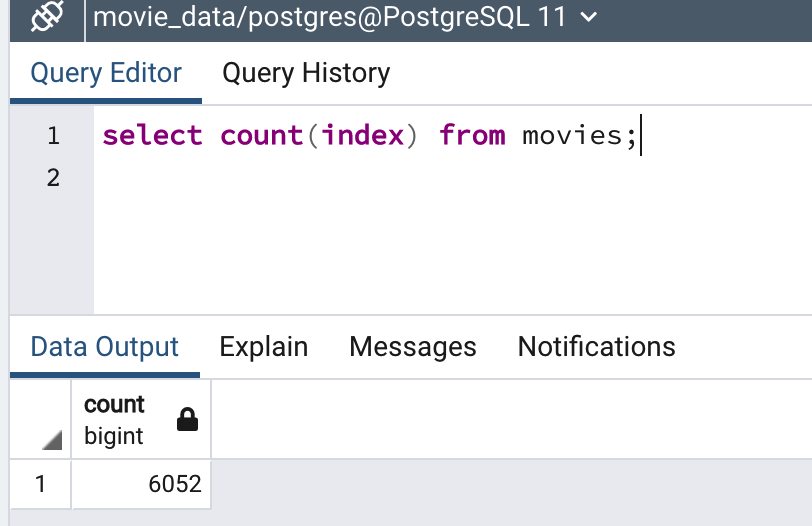 movie_data/postgres@PostgreSQL 11
Query Editor Query History
1 select count(index) from movies;
2
Data Output Explain Messages Notifications
count
bigint
1 6052